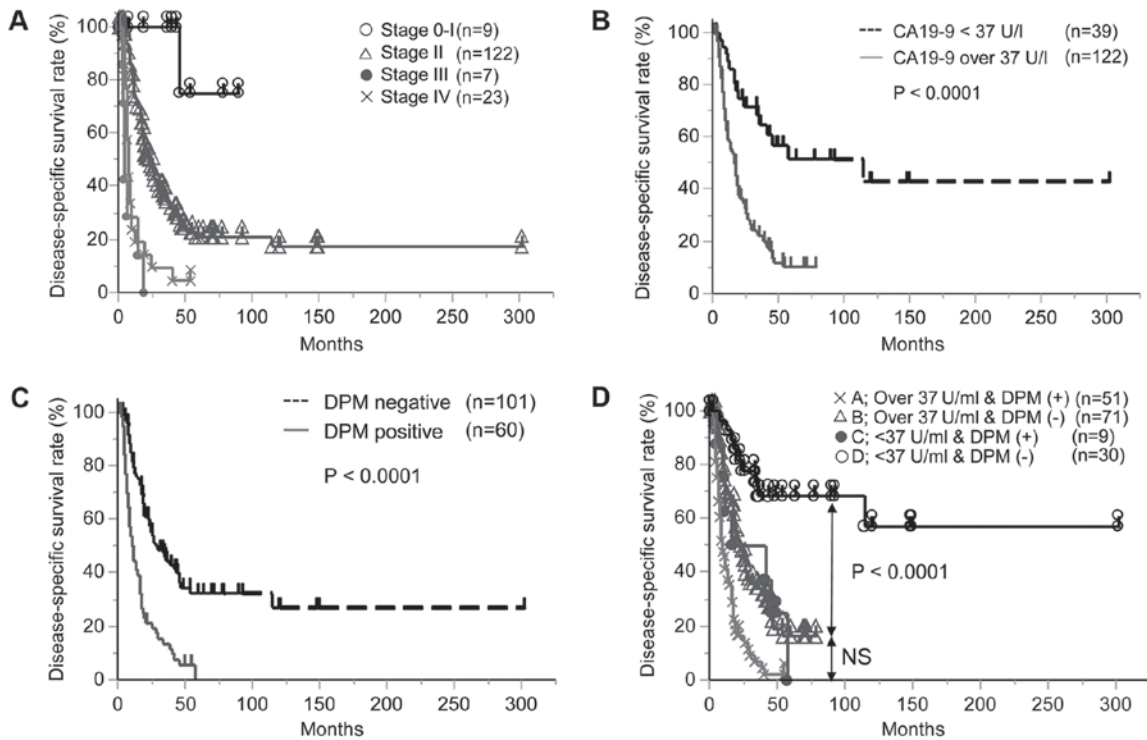 A
Disease-specific survival rate (%)
100
80
60
40
20
0
Stage 0-I (n=9)
Stage II (n=122)
Stage III (n=7)
Stage IV (n=23)
0 50 100 150 200 250 300
Months
B
Disease-specific survival rate (%)
100
80
60
40
20
0
CA19-9 < 37 U/l (n=39)
CA19-9 over 37 U/l (n=122)
P < 0.0001
0 50 100 150 200 250 300
Months
C
Disease-specific survival rate (%)
100
80
60
40
20
0
DPM negative (n=101)
DPM positive (n=60)
P < 0.0001
0 50 100 150 200 250 300
Months
D
Disease-specific survival rate (%)
100
80
60
40
20
0
A; Over 37 U/ml & DPM (+) (n=51)
B; Over 37 U/ml & DPM (-) (n=71)
C; <37 U/ml & DPM (+) (n=9)
D; <37 U/ml & DPM (-) (n=30)
P < 0.0001
NS
0 50 100 150 200 250 300
Months